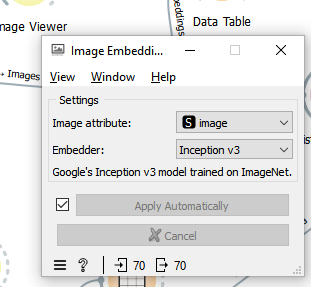 mage Viewer
Data Table
eddings
Images
Image Embeddi...
View Window Help
Settings
Image attribute: S image
Embedder: Inception v3
Google's Inception v3 model trained on ImageNet.
Apply Automatically
Cancel
? 70 70